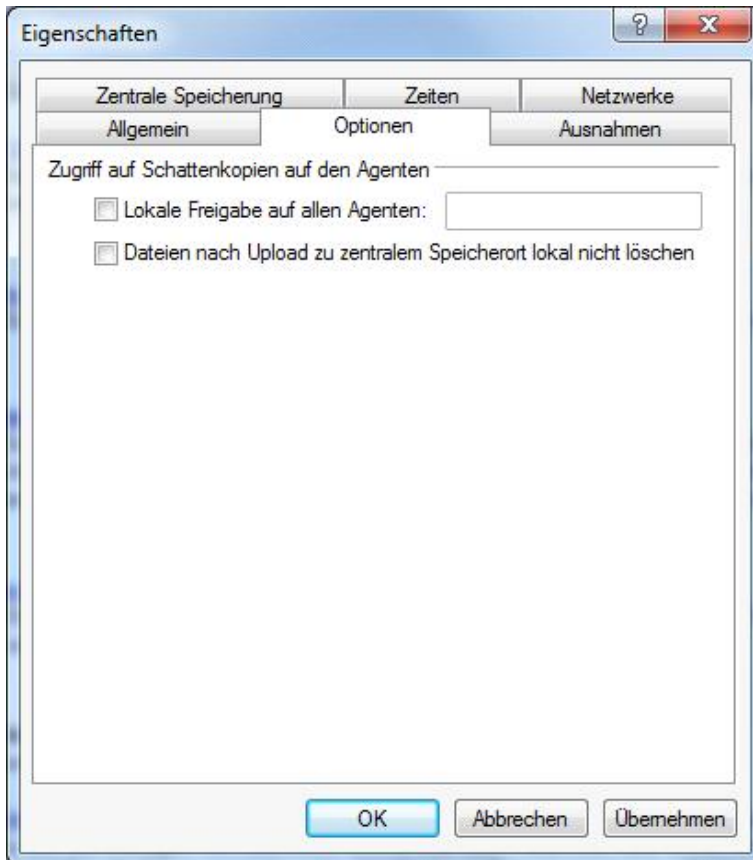 Eigenschaften
Zentrale Speicherung Zeiten Netzwerke
Allgemein Optionen Ausnahmen
Zugriff auf Schattenkopien auf den Agenten
Lokale Freigabe auf allen Agenten:
Dateien nach Upload zu zentralem Speicherort lokal nicht löschen
OK Abbrechen Übernehmen